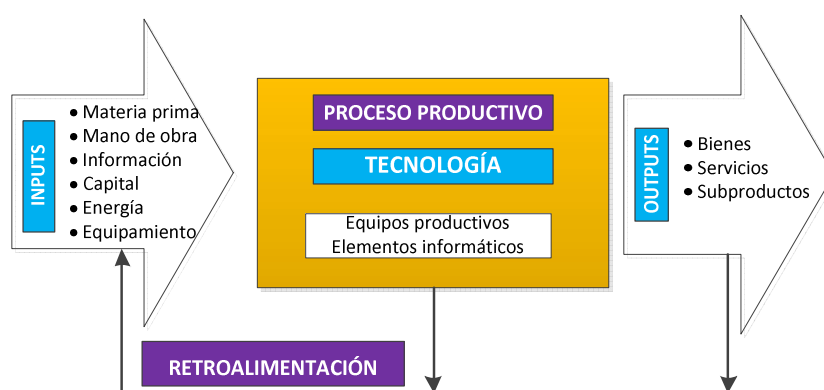 INPUTS
• Materia prima
• Mano de obra
• Información
• Capital
• Energía
• Equipamiento
PROCESO PRODUCTIVO
TECNOLOGÍA
Equipos productivos
Elementos informáticos
OUTPUTS
• Bienes
• Servicios
• Subproductos
RETROALIMENTACIÓN